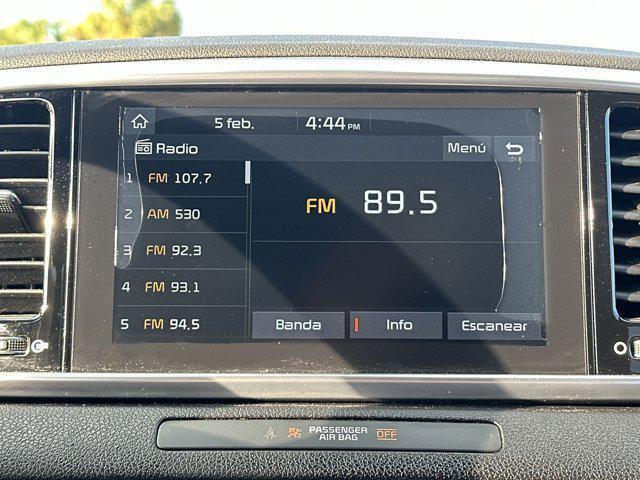 5 feb. 4:44 PM
Radio Menú
1 FM 107.7
2 AM 530
3 FM 92.3
4 FM 93.1
5 FM 94.5
FM 89.5
Banda Info Escanear
PASSENGER
AIR BAG OFF